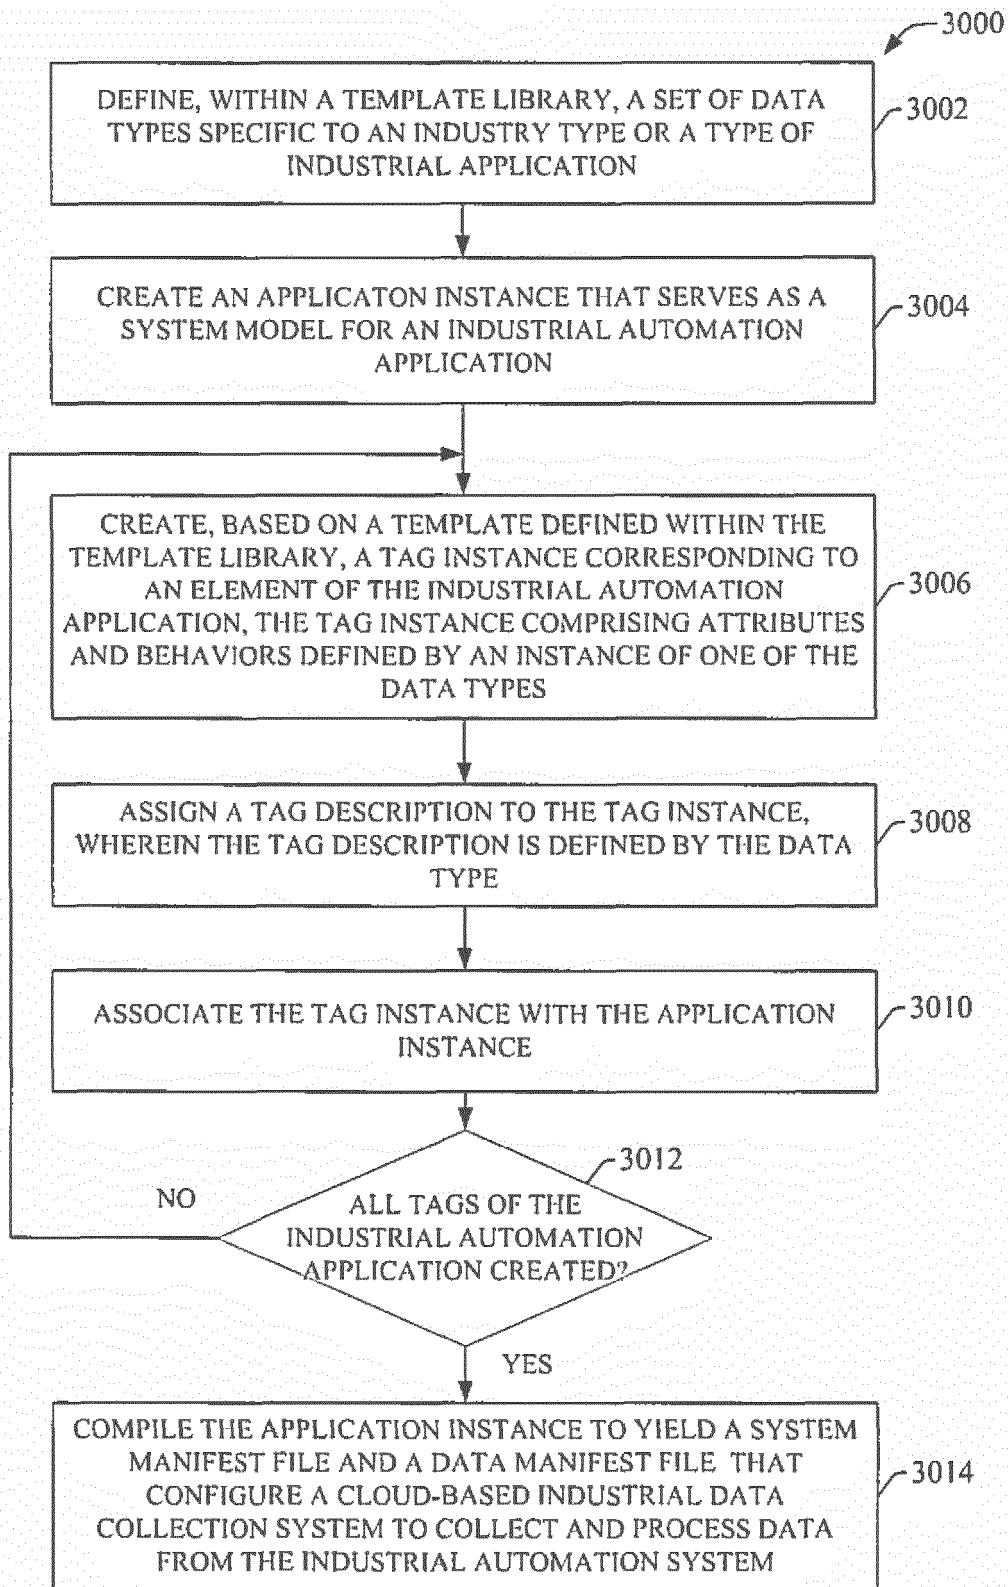 3000
DEFINE, WITHIN A TEMPLATE LIBRARY, A SET OF DATA
TYPES SPECIFIC TO AN INDUSTRY TYPE OR A TYPE OF
INDUSTRIAL APPLICATION
3002
CREATE AN APPLICATON INSTANCE THAT SERVES AS A
SYSTEM MODEL FOR AN INDUSTRIAL AUTOMATION
APPLICATION
3004
CREATE, BASED ON A TEMPLATE DEFINED WITHIN THE
TEMPLATE LIBRARY, A TAG INSTANCE CORRESPONDING TO
AN ELEMENT OF THE INDUSTRIAL AUTOMATION
APPLICATION, THE TAG INSTANCE COMPRISING ATTRIBUTES
AND BEHAVIORS DEFINED BY AN INSTANCE OF ONE OF THE
DATA TYPES
3006
ASSIGN A TAG DESCRIPTION TO THE TAG INSTANCE,
WHEREIN THE TAG DESCRIPTION IS DEFINED BY THE DATA
TYPE
3008
ASSOCIATE THE TAG INSTANCE WITH THE APPLICATION
INSTANCE
3010
3012
NO
ALL TAGS OF THE
INDUSTRIAL AUTOMATION
APPLICATION CREATED?
YES
COMPILE THE APPLICATION INSTANCE TO YIELD A SYSTEM
MANIFEST FILE AND A DATA MANIFEST FILE THAT
CONFIGURE A CLOUD-BASED INDUSTRIAL DATA
COLLECTION SYSTEM TO COLLECT AND PROCESS DATA
FROM THE INDUSTRIAL AUTOMATION SYSTEM
3014